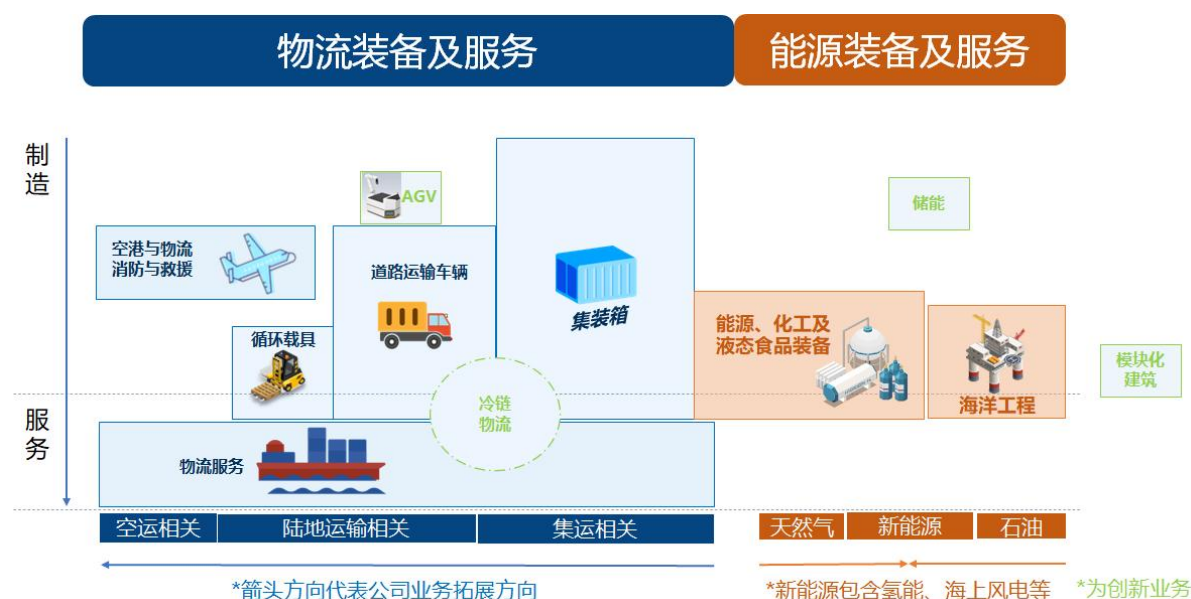 物流装备及服务
能源装备及服务
制造
AGV
储能
空港与物流
消防与救援
道路运输车辆
集装箱
循环载具
能源、化工及
液态食品装备
海洋工程
模块化
建筑
冷链
物流
服务
物流服务
空运相关
陆地运输相关
集运相关
天然气
新能源
石油
*箭头方向代表公司业务拓展方向
*新能源包含氢能、海上风电等
*为创新业务